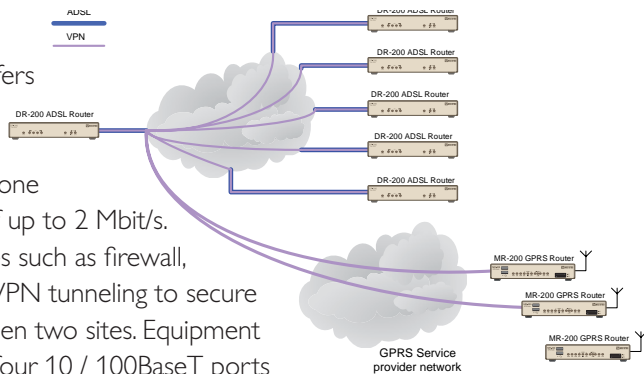 ADSL
VPN
DR-200 ADSL Router
DR-200 ADSL Router
DR-200 ADSL Router
DR-200 ADSL Router
DR-200 ADSL Router
DR-200 ADSL Router
fers
one
up to 2 Mbit/s.
s such as firewall,
VPN tunneling to secure
en two sites. Equipment
four 10 / 100BaseT ports
MR-200 GPRS Router
MR-200 GPRS Router
MR-200 GPRS Router
GPRS Service
provider network